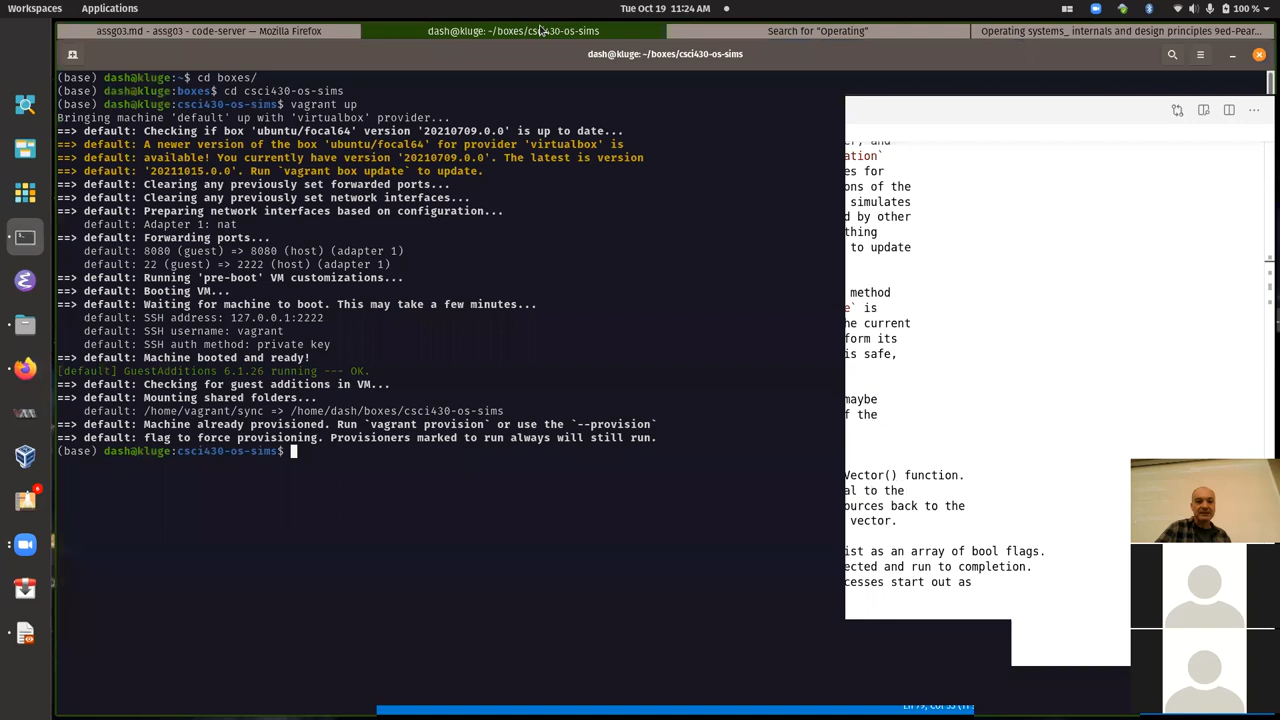 Workspaces
Applications
Tue Oct 19 11:24 AM
100 %
assg03.md - assg03 - code-server — Mozilla Firefox
dash@kluge: ~/boxes/csci430-os-sims
Search for "Operating"
Operating systems_ internals and design principles 9ed-Pear...
dash@kluge: ~/boxes/csci430-os-sims
(base) dash@kluge:~$ cd boxes/
(base) dash@kluge:boxes$ cd csci430-os-sims
(base) dash@kluge:csci430-os-sims$ vagrant up
Bringing machine 'default' up with 'virtualbox' provider...
==> default: Checking if box 'ubuntu/focal64' version '20210709.0.0' is up to date...
==> default: A newer version of the box 'ubuntu/focal64' for provider 'virtualbox' is
==> default: available! You currently have version '20210709.0.0'. The latest is version
==> default: '20211015.0.0'. Run `vagrant box update` to update.
==> default: Clearing any previously set forwarded ports...
==> default: Clearing any previously set network interfaces...
==> default: Preparing network interfaces based on configuration...
default: Adapter 1: nat
==> default: Forwarding ports...
default: 8080 (guest) => 8080 (host) (adapter 1)
default: 22 (guest) => 2222 (host) (adapter 1)
==> default: Running 'pre-boot' VM customizations...
==> default: Booting VM...
==> default: Waiting for machine to boot. This may take a few minutes...
default: SSH address: 127.0.0.1:2222
default: SSH username: vagrant
default: SSH auth method: private key
==> default: Machine booted and ready!
[default] GuestAdditions 6.1.26 running --- OK.
==> default: Checking for guest additions in VM...
==> default: Mounting shared folders...
default: /home/vagrant/sync => /home/dash/boxes/csci430-os-sims
==> default: Machine already provisioned. Run `vagrant provision` or use the `--provision`
==> default: flag to force provisioning. Provisioners marked to run always will still run.
(base) dash@kluge:csci430-os-sims$
er, and
ation`
es for
ons of the
simulates
d by other
thing
to update
method
e` is
he current
form its
is safe,
maybe
f the
Vector() function.
al to the
ources back to the
vector.
ist as an array of bool flags.
ected and run to completion.
cesses start out as
6